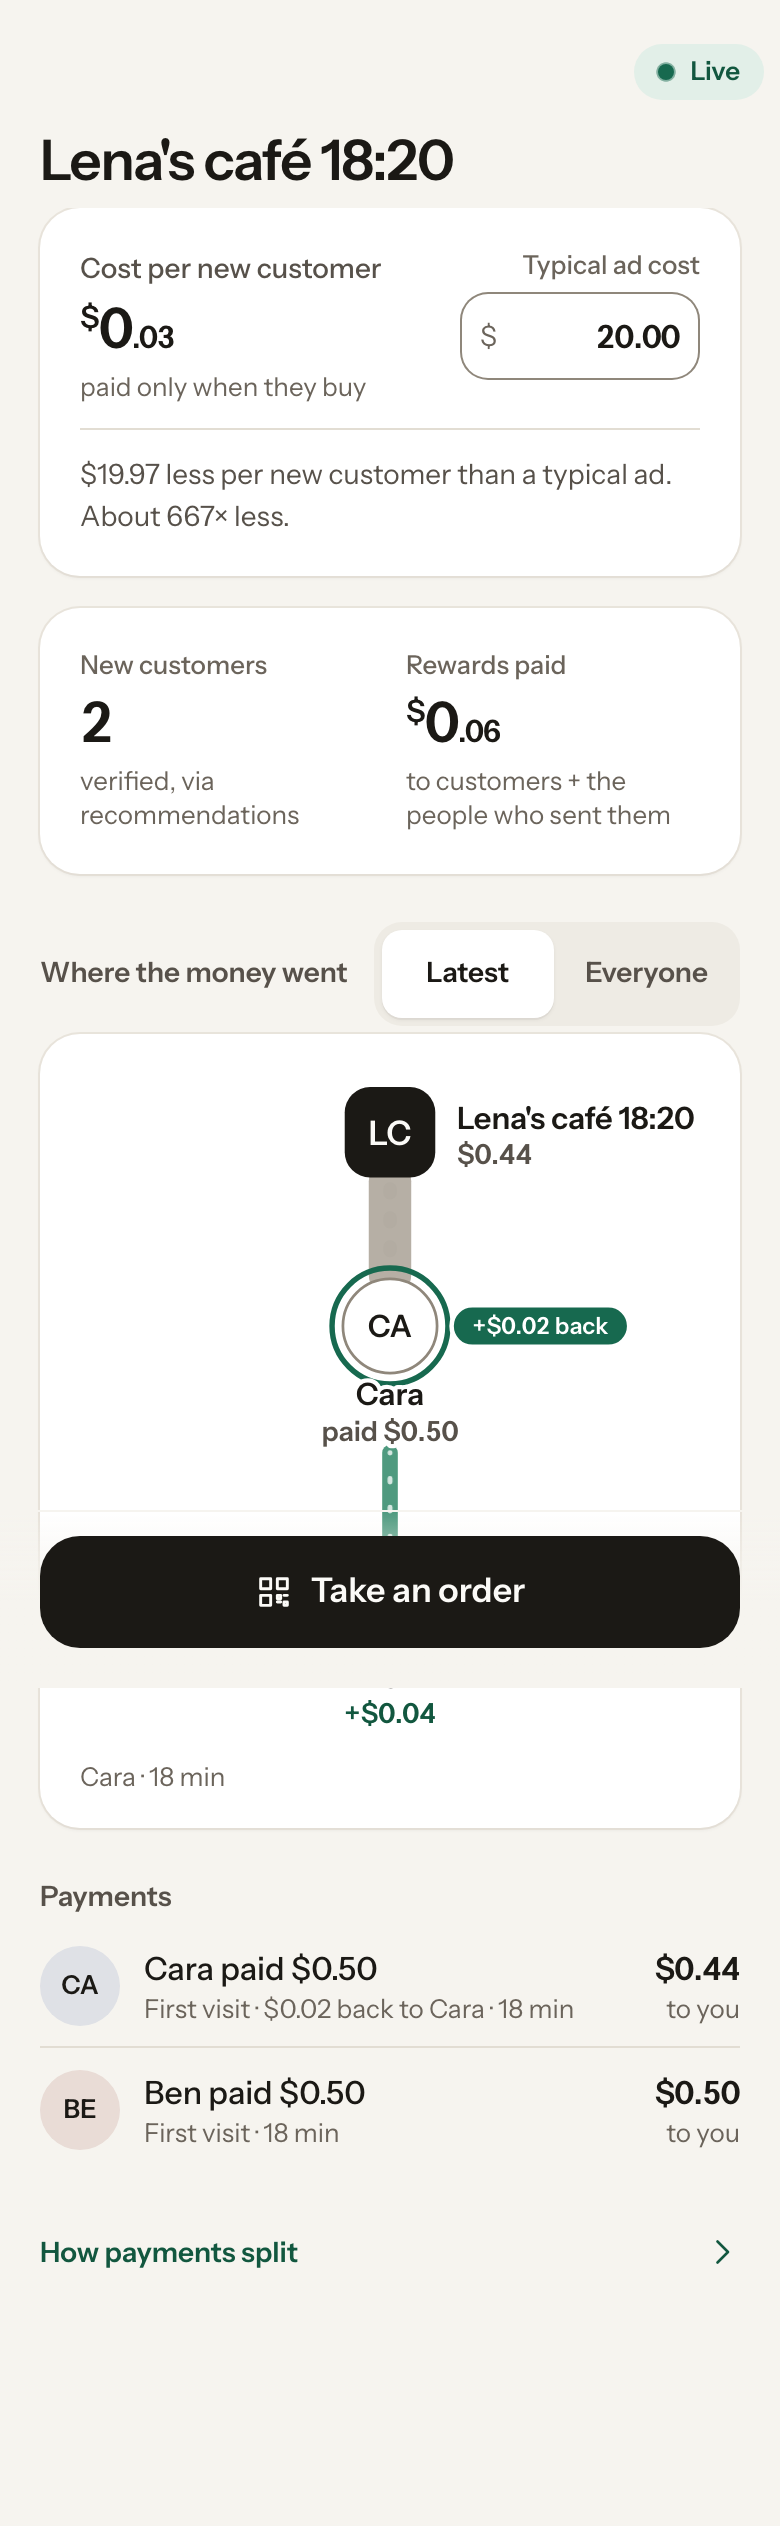 Live
Lena's café 18:20
Cost per new customer
$0.03
paid only when they buy
Typical ad cost
$ 20.00
$19.97 less per new customer than a typical ad.
About 667× less.
New customers
2
verified, via
recommendations
Rewards paid
$0.06
to customers + the
people who sent them
Where the money went
Latest
Everyone
LC
Lena's café 18:20
$0.44
CA
+$0.02 back
Cara
paid $0.50
Take an order
+$0.04
Cara · 18 min
Payments
CA
Cara paid $0.50
First visit · $0.02 back to Cara · 18 min
$0.44
to you
BE
Ben paid $0.50
First visit · 18 min
$0.50
to you
How payments split